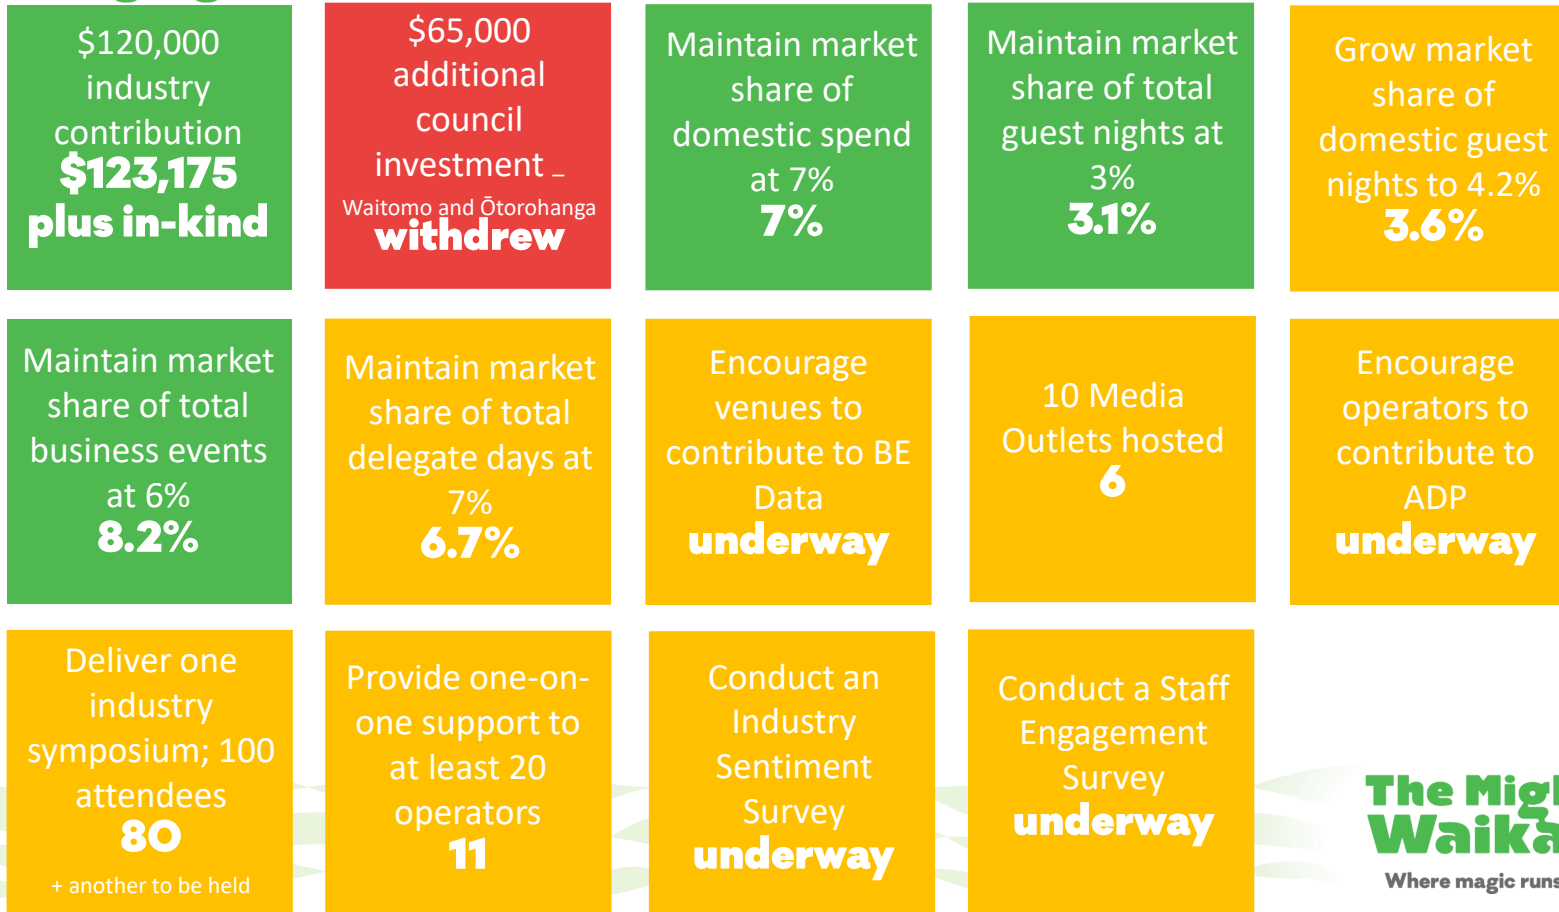 $120,000
industry
contribution
$123,175
plus in-kind
$65,000
additional
council
investment _
Waitomo and Ōtorohanga
withdrew
Maintain market
share of
domestic spend
at 7%
7%
Maintain market
share of total
guest nights at
3%
3.1%
Grow market
share of
domestic guest
nights to 4.2%
3.6%
Maintain market
share of total
business events
at 6%
8.2%
Maintain market
share of total
delegate days at
7%
6.7%
Encourage
venues to
contribute to BE
Data
underway
10 Media
Outlets hosted
6
Encourage
operators to
contribute to
ADP
underway
Deliver one
industry
symposium; 100
attendees
80
+ another to be held
Provide one-on-
one support to
at least 20
operators
11
Conduct an
Industry
Sentiment
Survey
underway
Conduct a Staff
Engagement
Survey
underway
The Mig
Waika
Where magic runs